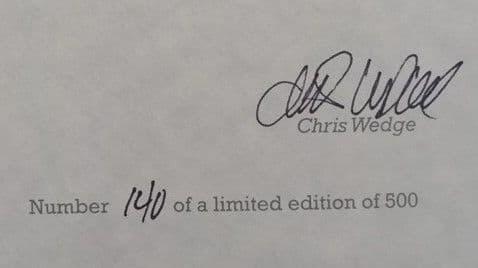 Chris Wedge
Number 140 of a limited edition of 500